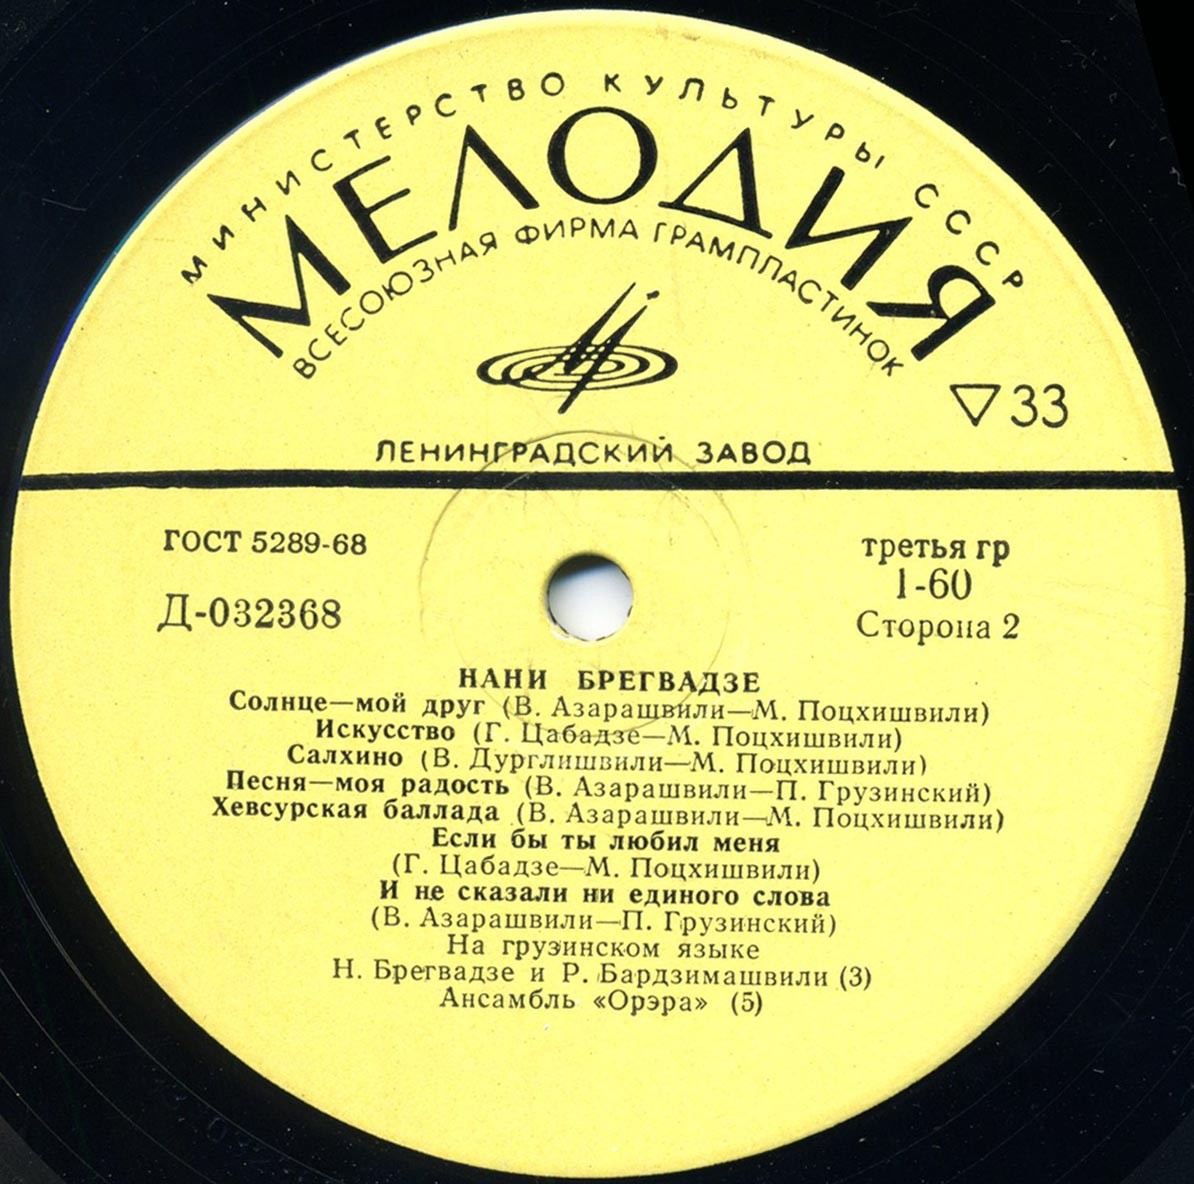 МИНИСТЕРСТВО КУЛЬТУРЫ СССР
МЕЛОДИЯ
ВСЕСОЮЗНАЯ ФИРМА ГРАМПЛАСТИНОК
▽33
ЛЕНИНГРАДСКИЙ ЗАВОД
ГОСТ 5289-68
третья гр
1-60
Д-032368
Сторона 2
НАНИ БРЕГВАДЗЕ
Солнце—мой друг (В. Азарашвили—М. Поцхишвили)
Искусство (Г. Цабадзе—М. Поцхишвили)
Салхино (В. Дурглишвили—М. Поцхишвили)
Песня—моя радость (В. Азарашвили—П. Грузинский)
Хевсурская баллада (В. Азарашвили—М. Поцхишвили)
Если бы ты любил меня
(Г. Цабадзе—М. Поцхишвили)
И не сказали ни единого слова
(В. Азарашвили—П. Грузинский)
На грузинском языке
Н. Брегвадзе и Р. Бардзимашвили (3)
Ансамбль «Орэра» (5)